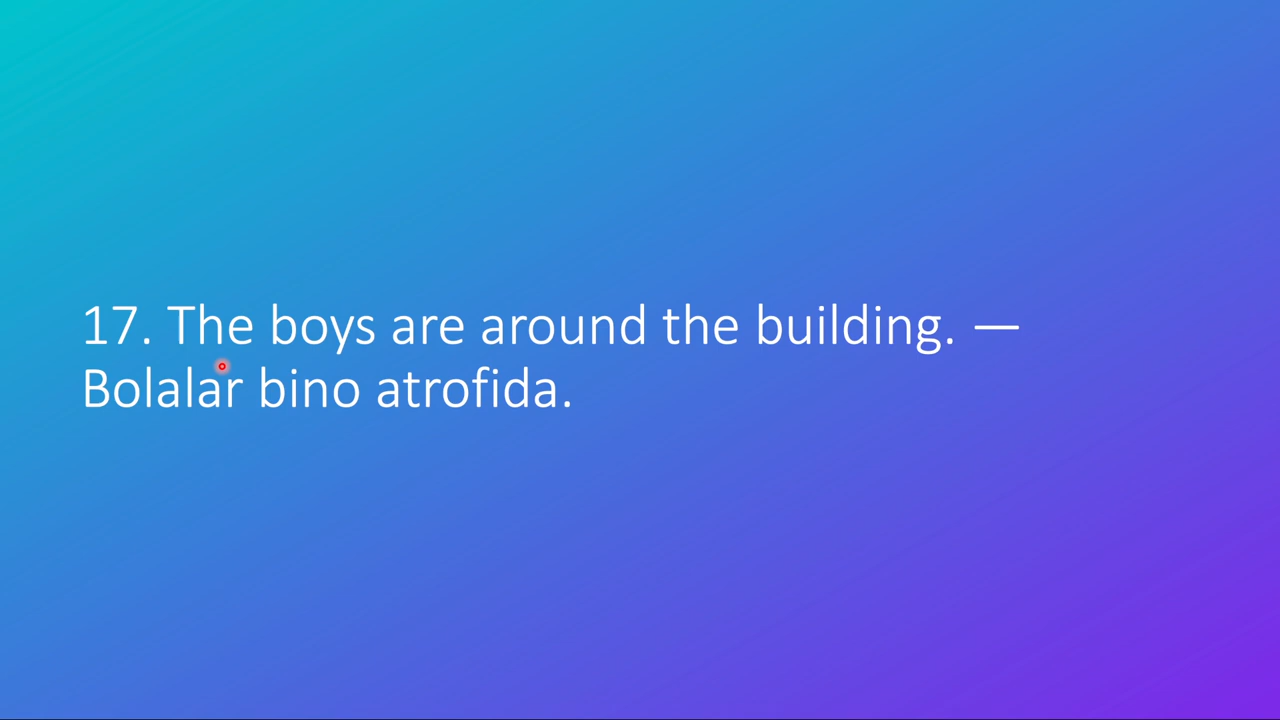 17. The boys are around the building. —
Bolalar bino atrofida.